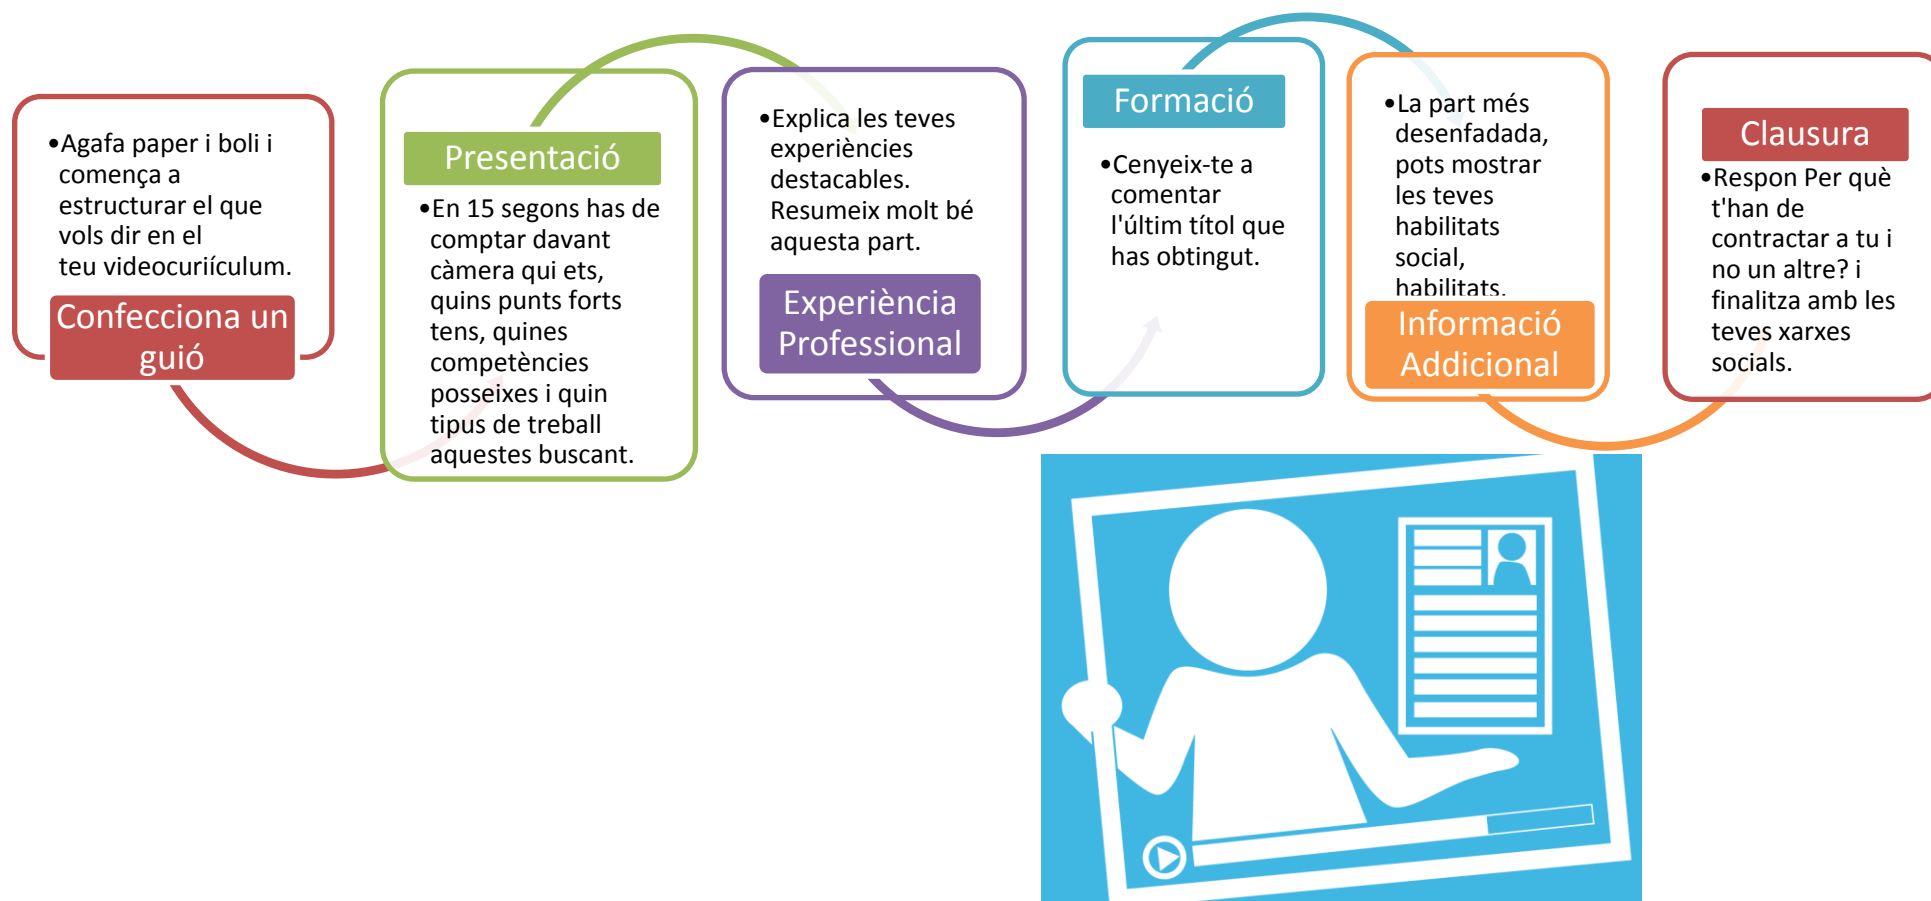 •Agafa paper i boli i
comença a
estructurar el que
vols dir en el
teu videocuriículum.
Confecciona un
guió
Presentació
•En 15 segons has de
comptar davant
càmera qui ets,
quins punts forts
tens, quines
competències
posseixes i quin
tipus de treball
aquestes buscant.
•Explica les teves
experiències
destacables.
Resumeix molt bé
aquesta part.
Experiència
Professional
Formació
•Cenyeix-te a
comentar
l'últim títol que
has obtingut.
•La part més
desenfadada,
pots mostrar
les teves
habilitats
social,
habilitats.
Informació
Addicional
Clausura
•Respon Per què
t'han de
contractar a tu i
no un altre? i
finalitza amb les
teves xarxes
socials.